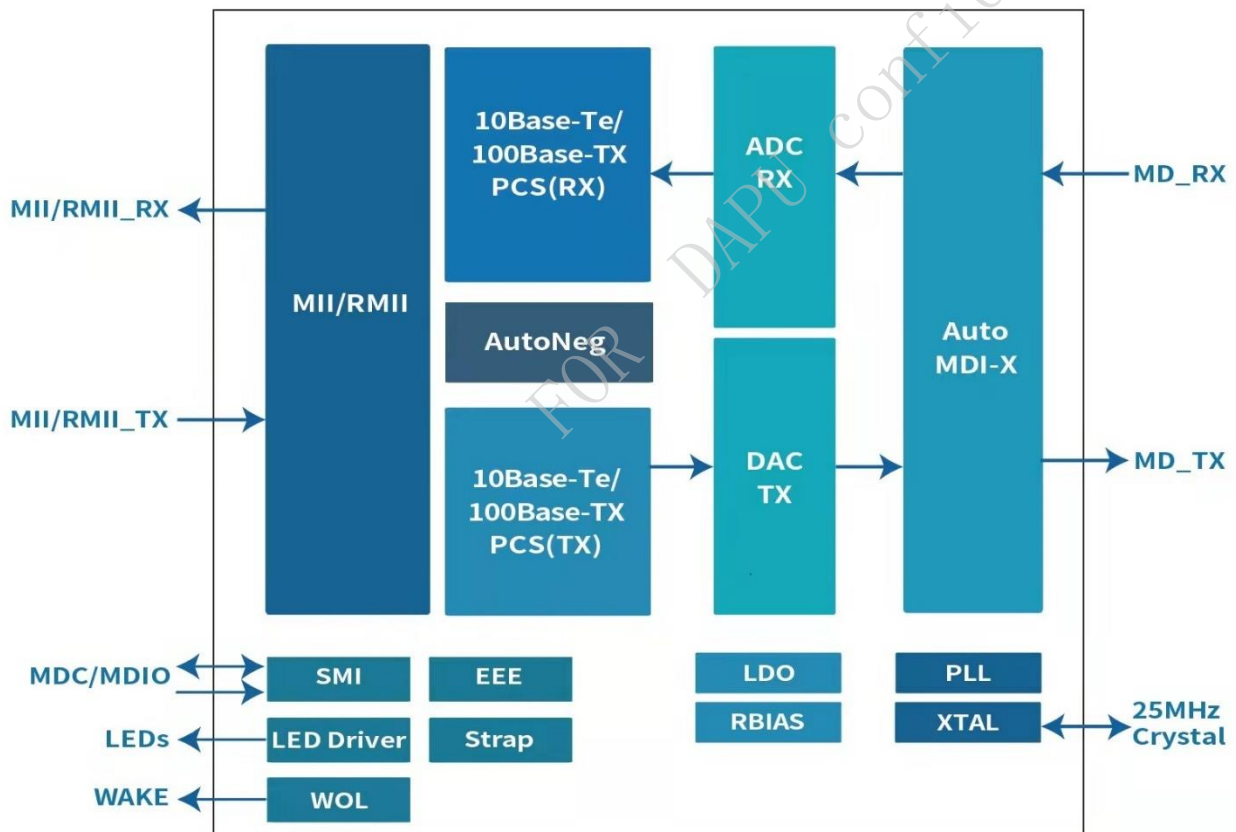 10Base-Te/
100Base-TX
PCS(RX)
ADC
RX
MD_RX
MII/RMII_RX
MII/RMII
AutoNeg
Auto
MDI-X
MII/RMII_TX
10Base-Te/
100Base-TX
PCS(TX)
DAC
TX
MD_TX
MDC/MDIO
SMI
EEE
LDO
PLL
LEDs
LED Driver
Strap
RBIAS
XTAL
25MHz
Crystal
WAKE
WOL
FOR DAPU